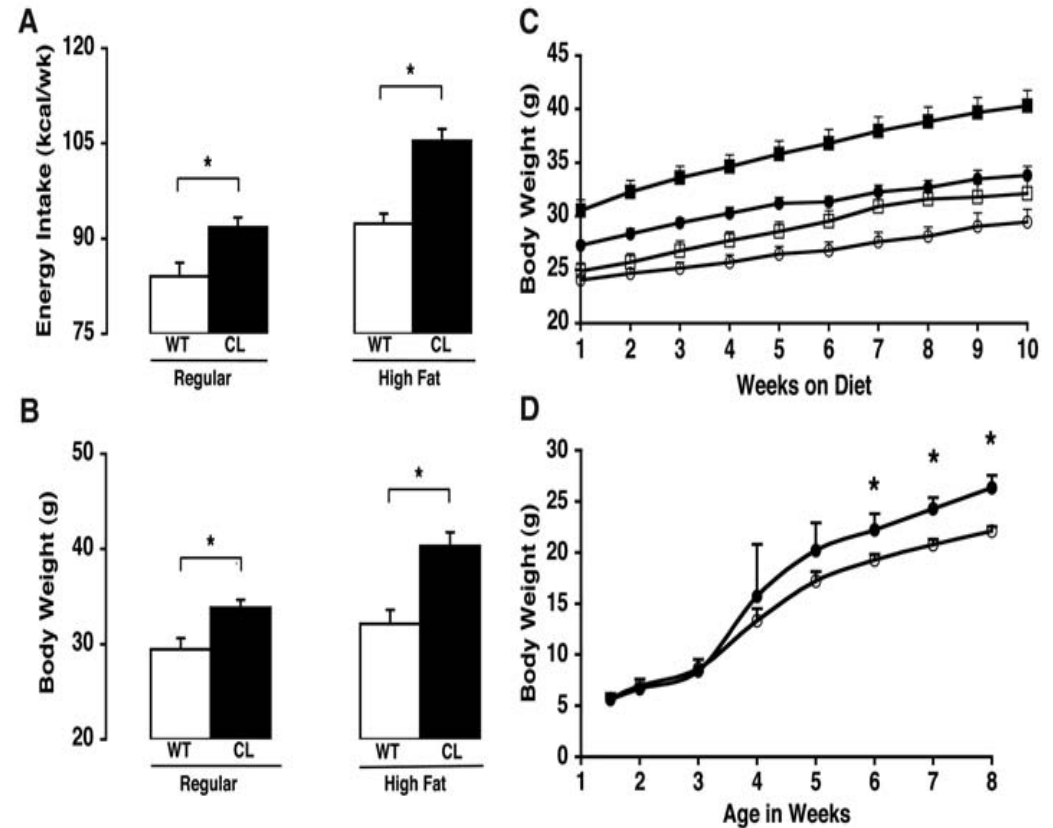 A
Energy Intake (kcal/wk)
120
105
90
75
*
*
WT CL WT CL
Regular High Fat
B
Body Weight (g)
50
40
30
20
*
*
WT CL WT CL
Regular High Fat
C
Body Weight (g)
45
40
35
30
25
20
1 2 3 4 5 6 7 8 9 10
Weeks on Diet
D
Body Weight (g)
30
25
20
15
10
5
0
* * *
1 2 3 4 5 6 7 8
Age in Weeks